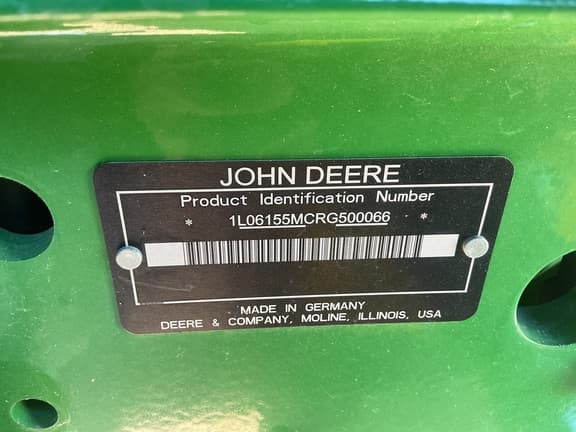 JOHN DEERE
Product Identification Number
* 1L06155MCRG500066 *
MADE IN GERMANY
DEERE & COMPANY, MOLINE, ILLINOIS, USA